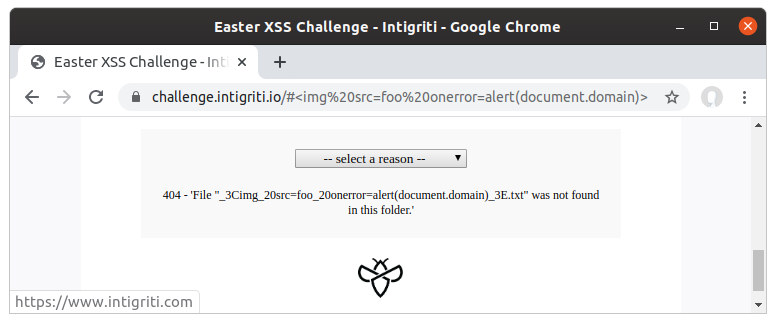 Easter XSS Challenge - Intigriti - Google Chrome
Easter XSS Challenge - Inti
challenge.intigriti.io/#<img%20src=foo%20onerror=alert(document.domain)>
-- select a reason --
404 - 'File "_3Cimg_20src=foo_20onerror=alert(document.domain)_3E.txt" was not found
in this folder.'
https://www.intigriti.com